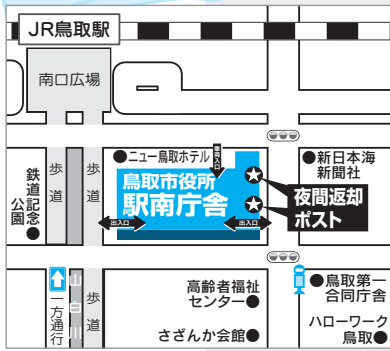 JR鳥取駅
南口広場
ニュー鳥取ホテル
車両入口
新日本海
新聞社
鉄道記念
公園
歩道
歩道
鳥取市役所
駅南庁舎
出入口
出入口
夜間返却
ポスト
一方通行
山白川
歩道
高齢者福祉
センター
さざんか会館
鳥取第一
合同庁舎
ハローワーク
鳥取